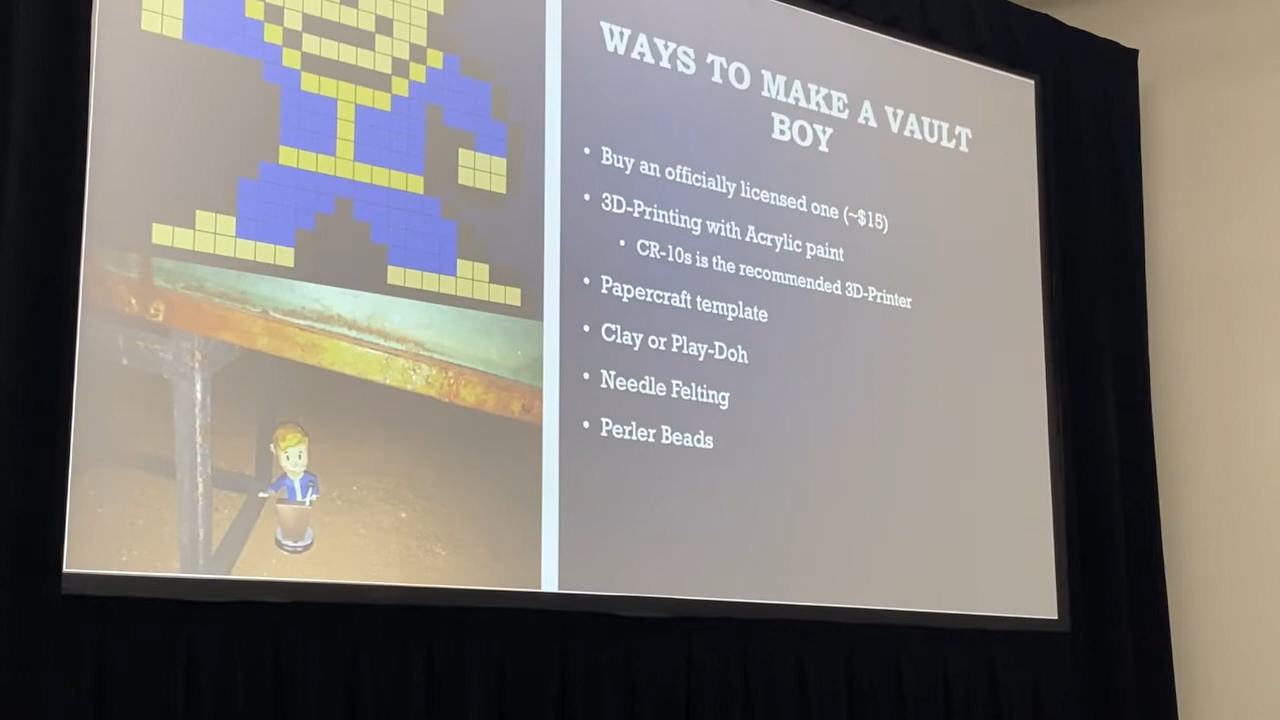 WAYS TO MAKE A VAULT
BOY
• Buy an officially licensed one (~$15)
• 3D-Printing with Acrylic paint
• CR-10s is the recommended 3D-Printer
• Papercraft template
• Clay or Play-Doh
• Needle Felting
• Perler Beads